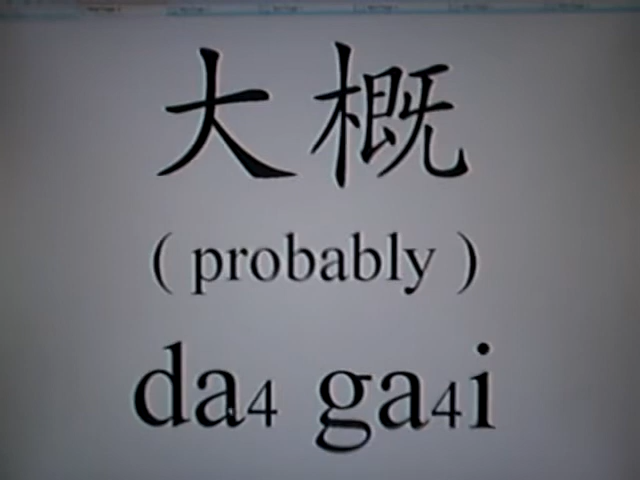 大概
( probably )
da4 ga4i